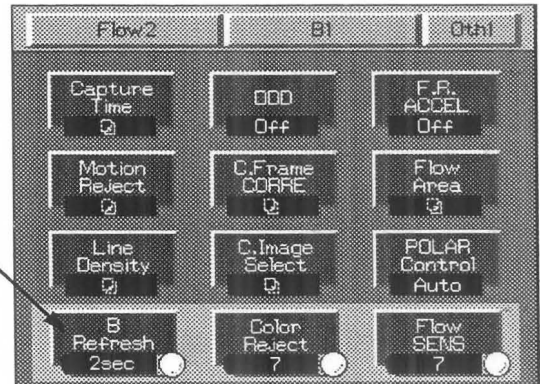 Flow2 B1 Oth1
Capture Time
F.R. ACCEL
Off Off
Motion Reject
C.Frame CORRE
Flow Area
Line Density
C.Image Select
POLAR Control
Auto
B Refresh
2sec
Color Reject
7
Flow SENS
7